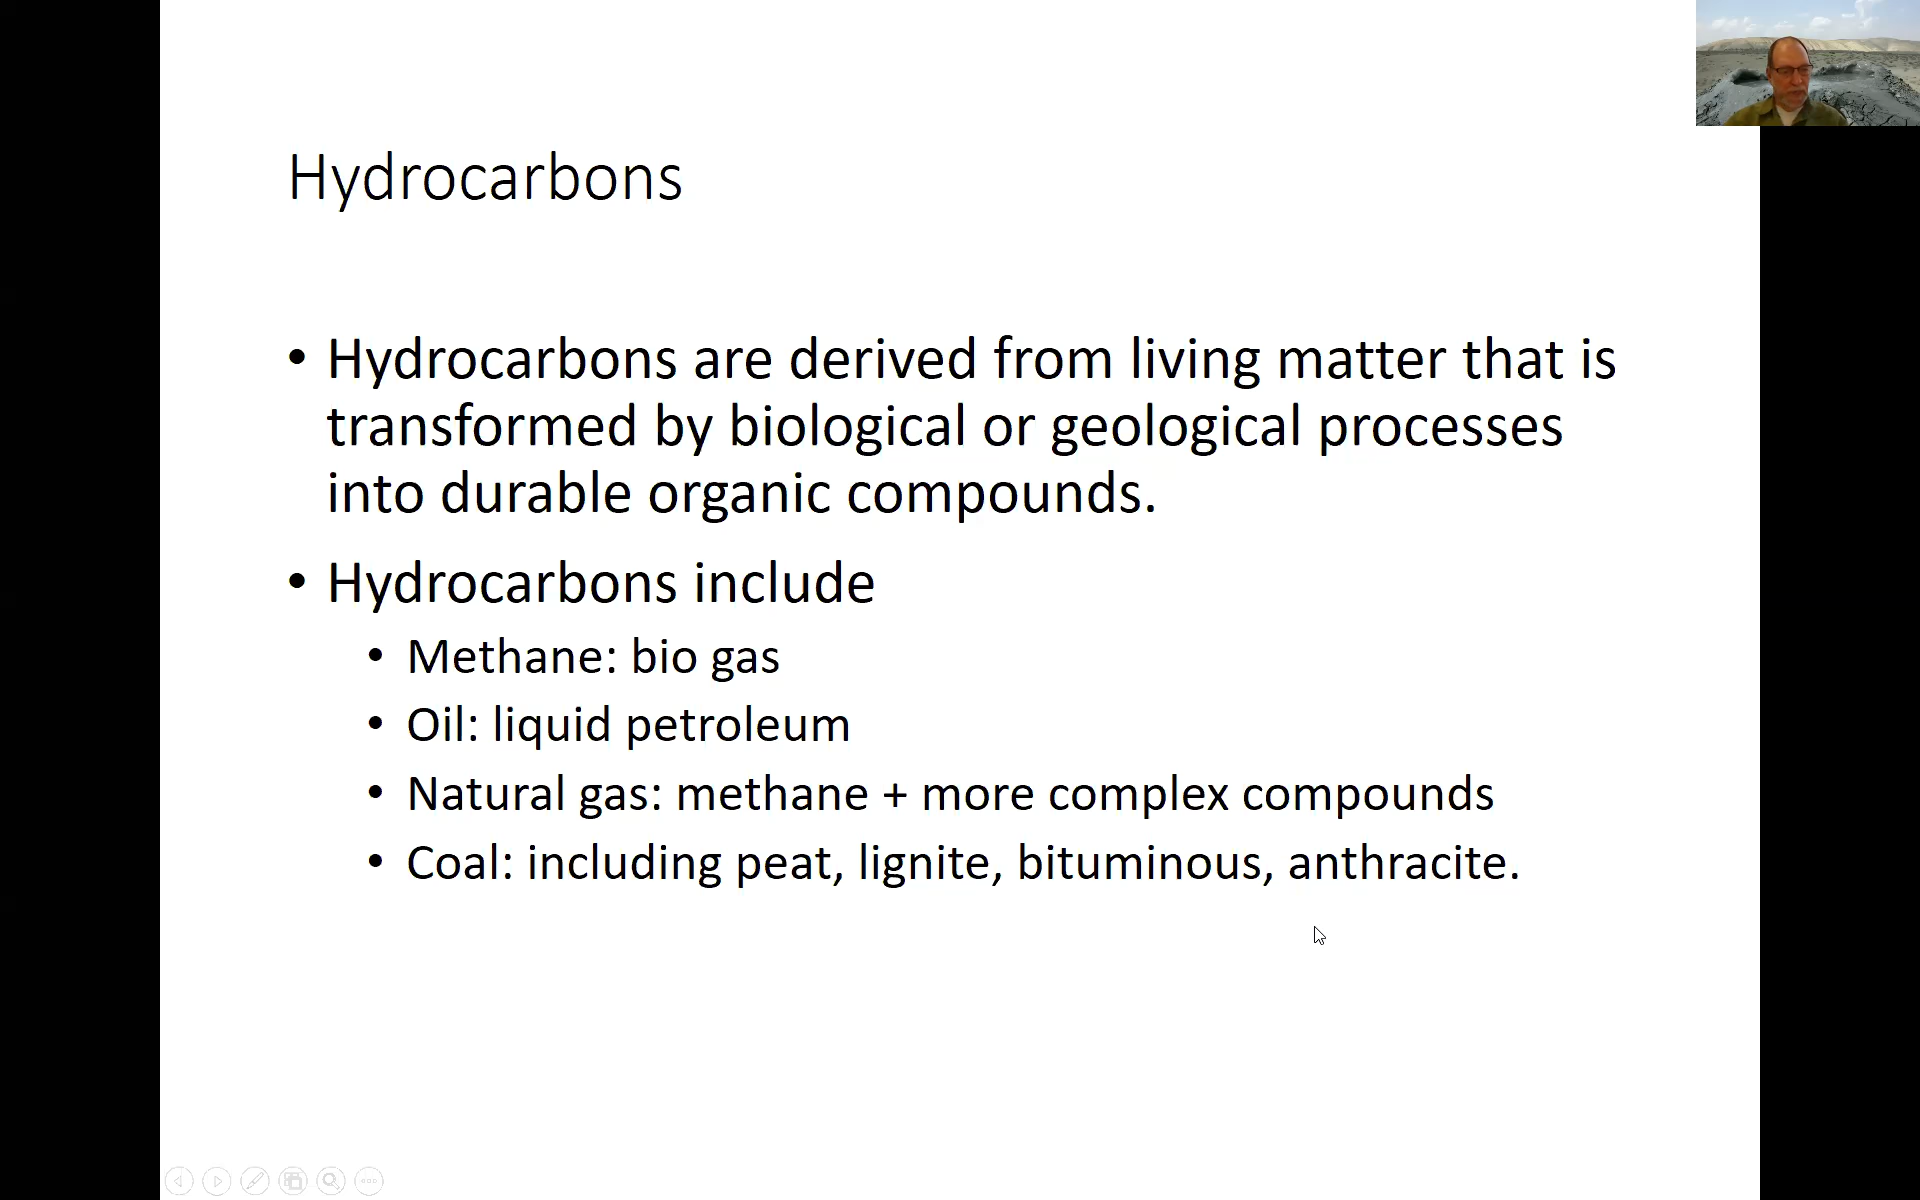 Hydrocarbons
• Hydrocarbons are derived from living matter that is
transformed by biological or geological processes
into durable organic compounds.
• Hydrocarbons include
• Methane: bio gas
• Oil: liquid petroleum
• Natural gas: methane + more complex compounds
• Coal: including peat, lignite, bituminous, anthracite.